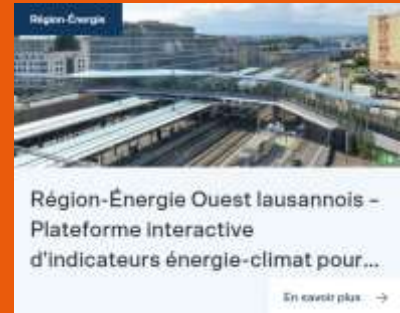 Région-Énergie
Région-Énergie Ouest lausannois –
Plateforme interactive
d'indicateurs énergie-climat pour...
En savoir plus →